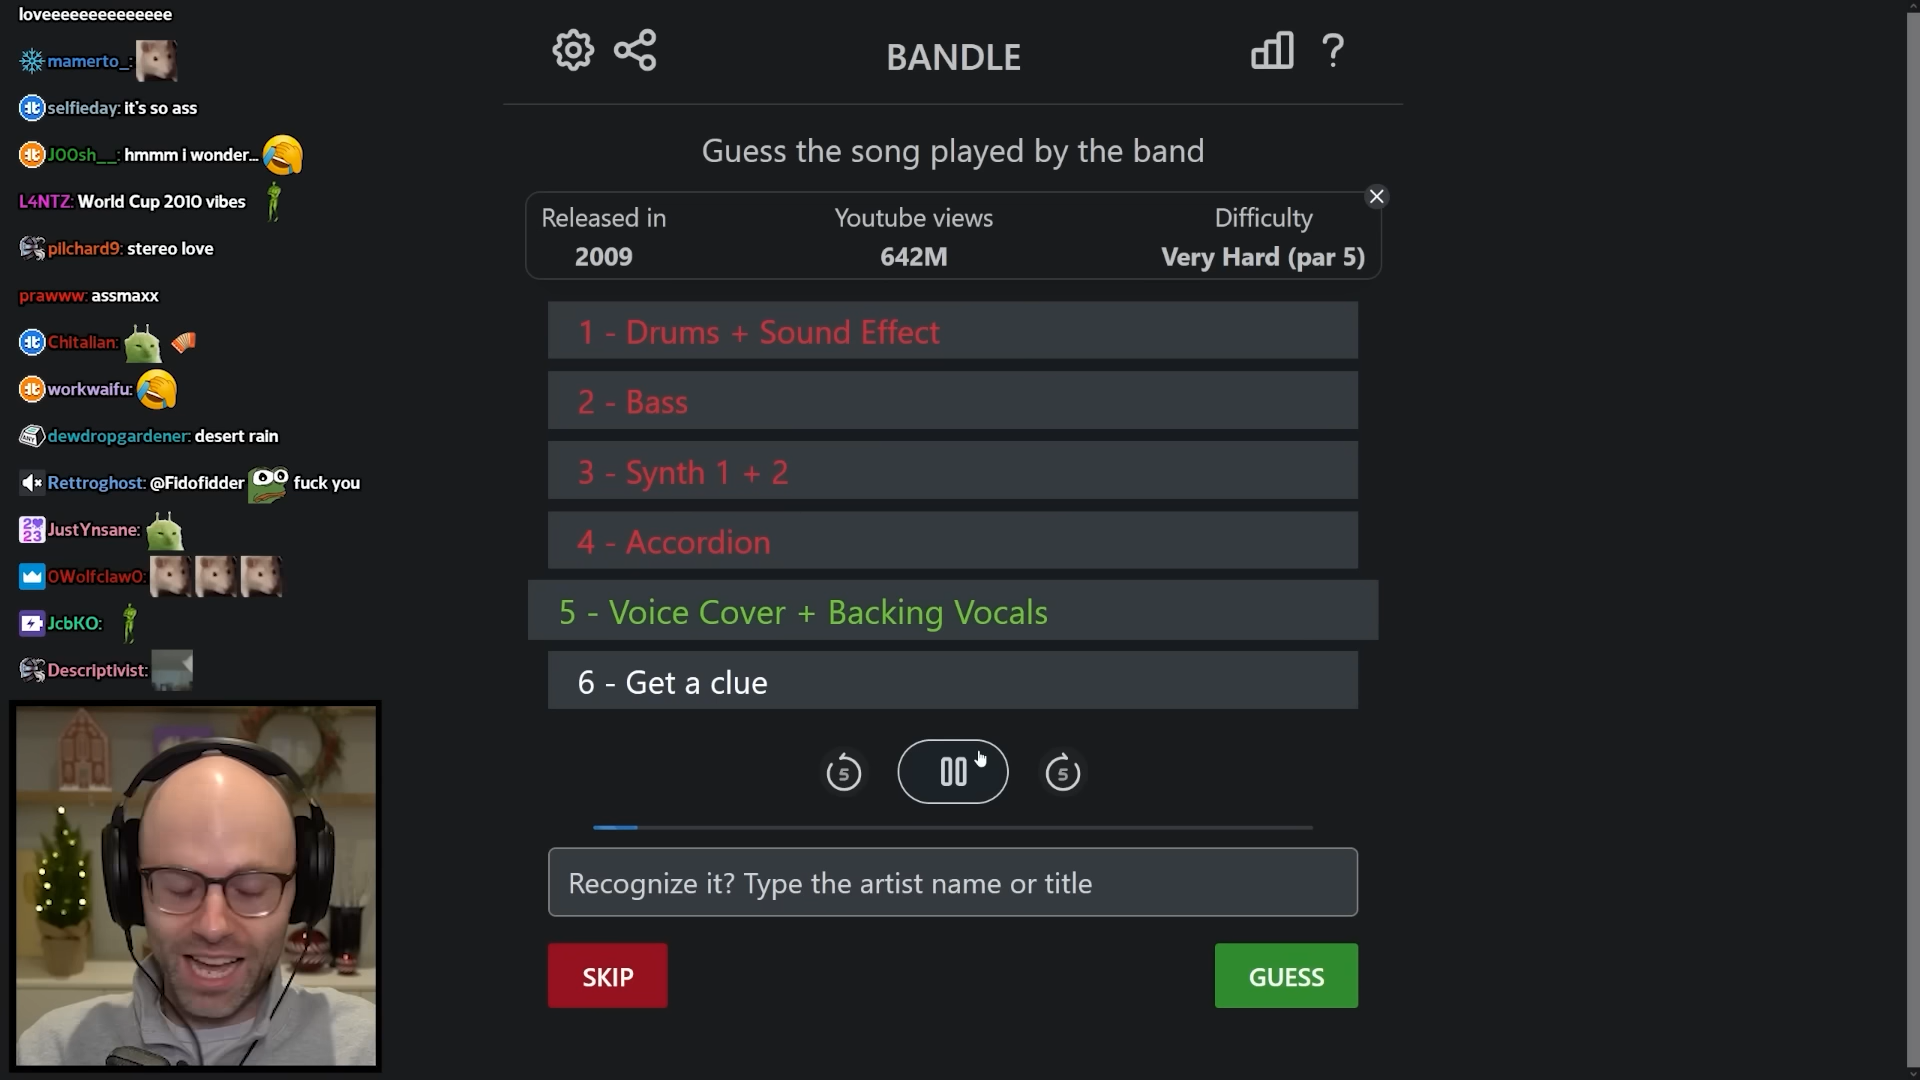 loveeeeeeeeeeeeee
mamerto_:
selfieday: it's so ass
JOOsh__: hmmm i wonder...
L4NTZ: World Cup 2010 vibes
pilchard9: stereo love
prawww: assmaxx
Chitalian:
workwaifu:
dewdropgardener: desert rain
Rettroghost: @Fidofidder fuck you
JustYnsane:
OWolfclawO:
JcbKO:
Descriptivist:
BANDLE
?
Guess the song played by the band
Released in Youtube views Difficulty
2009 642M Very Hard (par 5)
1 - Drums + Sound Effect
2 - Bass
3 - Synth 1 + 2
4 - Accordion
5 - Voice Cover + Backing Vocals
6 - Get a clue
5 5
Recognize it? Type the artist name or title
SKIP GUESS